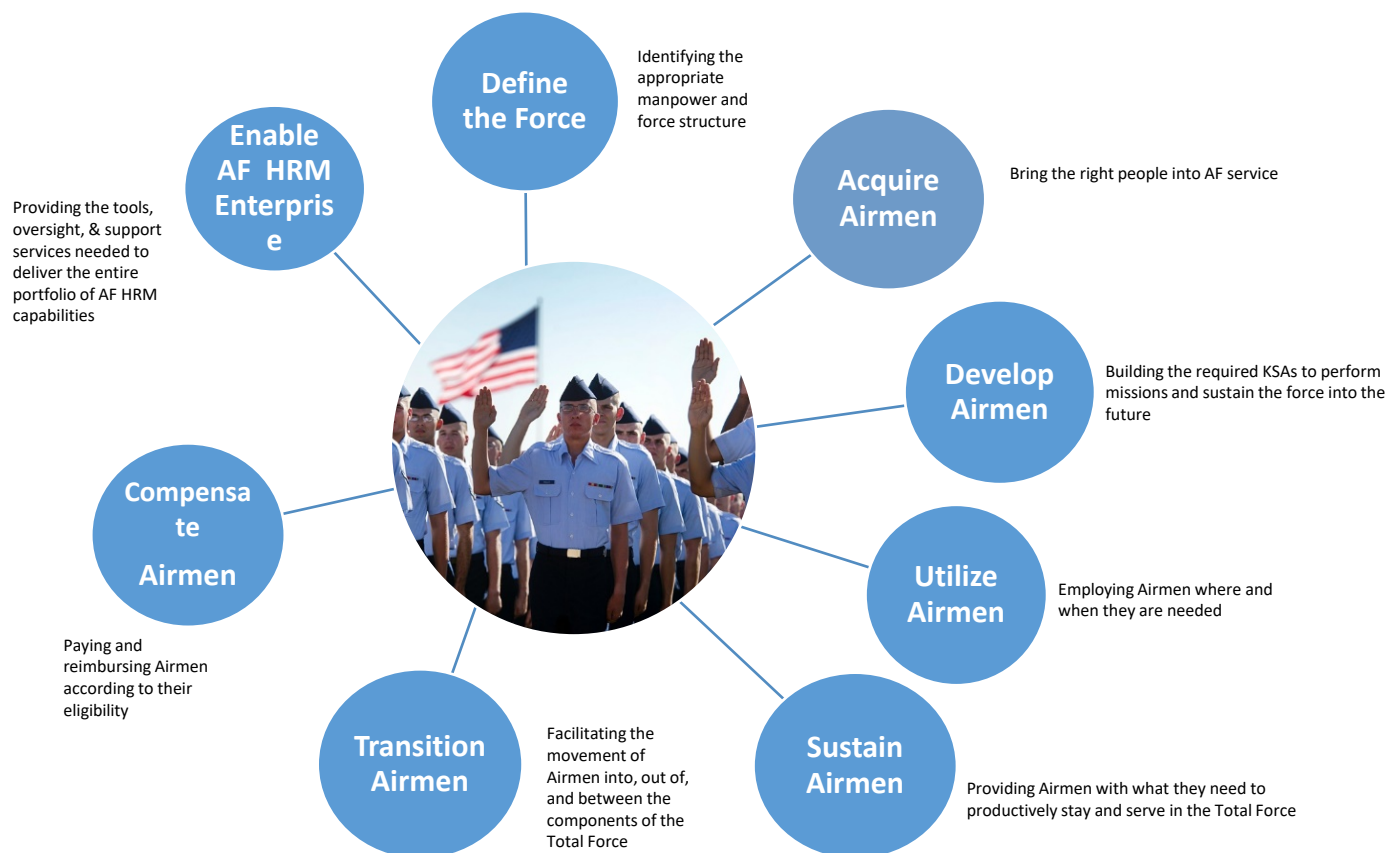 Define
the Force
Identifying the
appropriate
manpower and
force structure
Acquire
Airmen
Bring the right people into AF service
Develop
Airmen
Building the required KSAs to perform
missions and sustain the force into the
future
Utilize
Airmen
Employing Airmen where and
when they are needed
Sustain
Airmen
Providing Airmen with what they need to
productively stay and serve in the Total Force
Transition
Airmen
Facilitating the
movement of
Airmen into, out of,
and between the
components of the
Total Force
Compensa
te
Airmen
Paying and
reimbursing Airmen
according to their
eligibility
Enable
AF HRM
Enterpris
e
Providing the tools,
oversight, & support
services needed to
deliver the entire
portfolio of AF HRM
capabilities